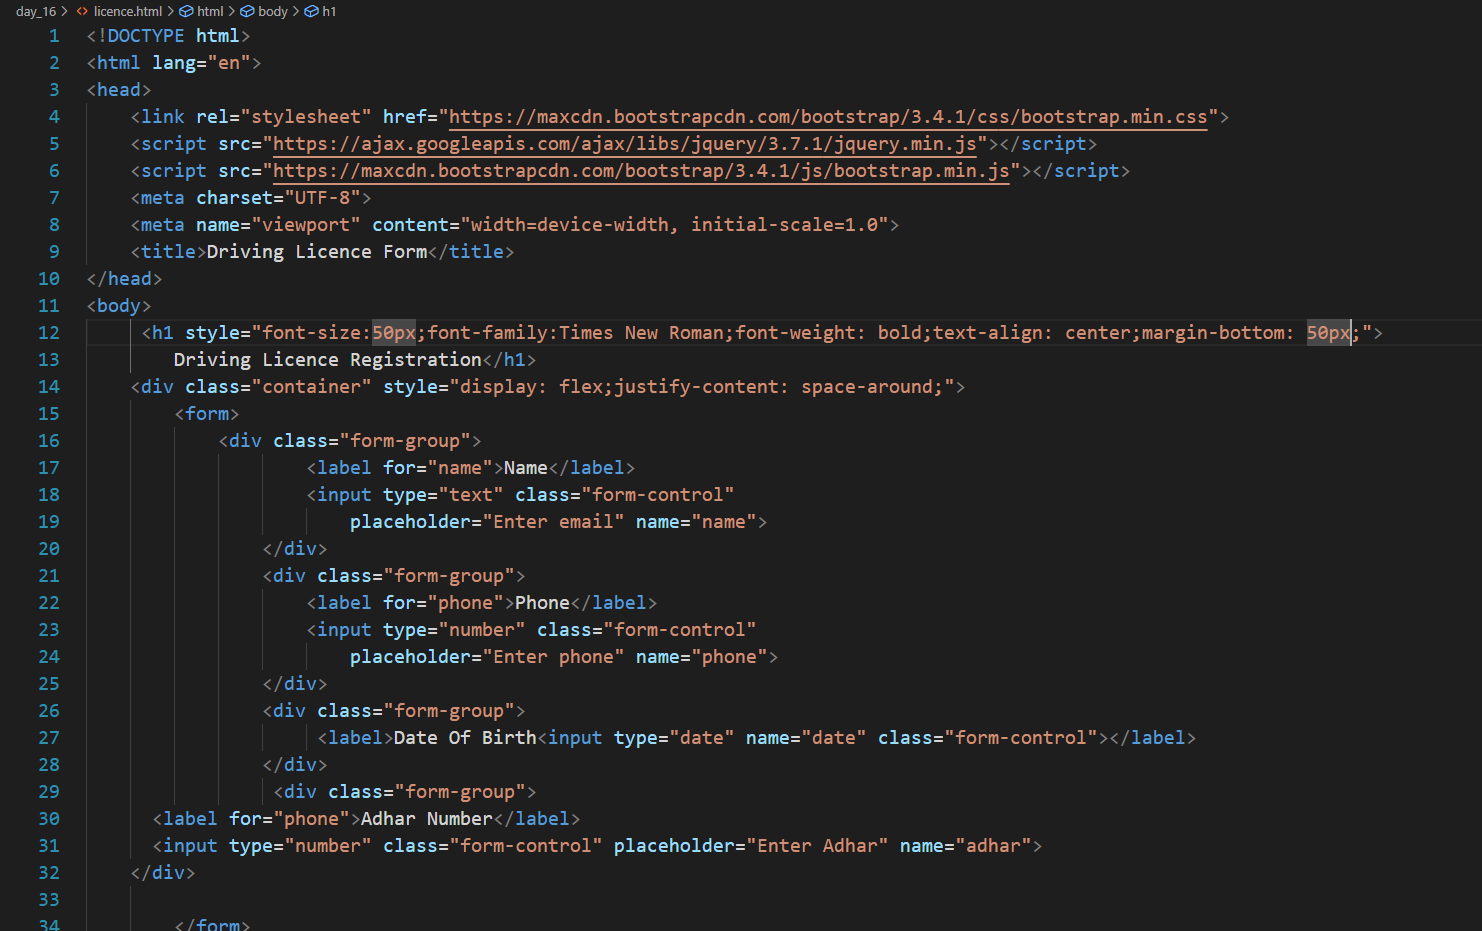 day_16 > <> licence.html > html > body > h1
1 <!DOCTYPE html>
2 <html lang="en">
3 <head>
4 <link rel="stylesheet" href="https://maxcdn.bootstrapcdn.com/bootstrap/3.4.1/css/bootstrap.min.css">
5 <script src="https://ajax.googleapis.com/ajax/libs/jquery/3.7.1/jquery.min.js"></script>
6 <script src="https://maxcdn.bootstrapcdn.com/bootstrap/3.4.1/js/bootstrap.min.js"></script>
7 <meta charset="UTF-8">
8 <meta name="viewport" content="width=device-width, initial-scale=1.0">
9 <title>Driving Licence Form</title>
10 </head>
11 <body>
12 <h1 style="font-size:50px;font-family:Times New Roman;font-weight: bold;text-align: center;margin-bottom: 50px;">
13 Driving Licence Registration</h1>
14 <div class="container" style="display: flex;justify-content: space-around;">
15 <form>
16 <div class="form-group">
17 <label for="name">Name</label>
18 <input type="text" class="form-control"
19 placeholder="Enter email" name="name">
20 </div>
21 <div class="form-group">
22 <label for="phone">Phone</label>
23 <input type="number" class="form-control"
24 placeholder="Enter phone" name="phone">
25 </div>
26 <div class="form-group">
27 <label>Date Of Birth<input type="date" name="date" class="form-control"></label>
28 </div>
29 <div class="form-group">
30 <label for="phone">Adhar Number</label>
31 <input type="number" class="form-control" placeholder="Enter Adhar" name="adhar">
32 </div>
33
34 </form>